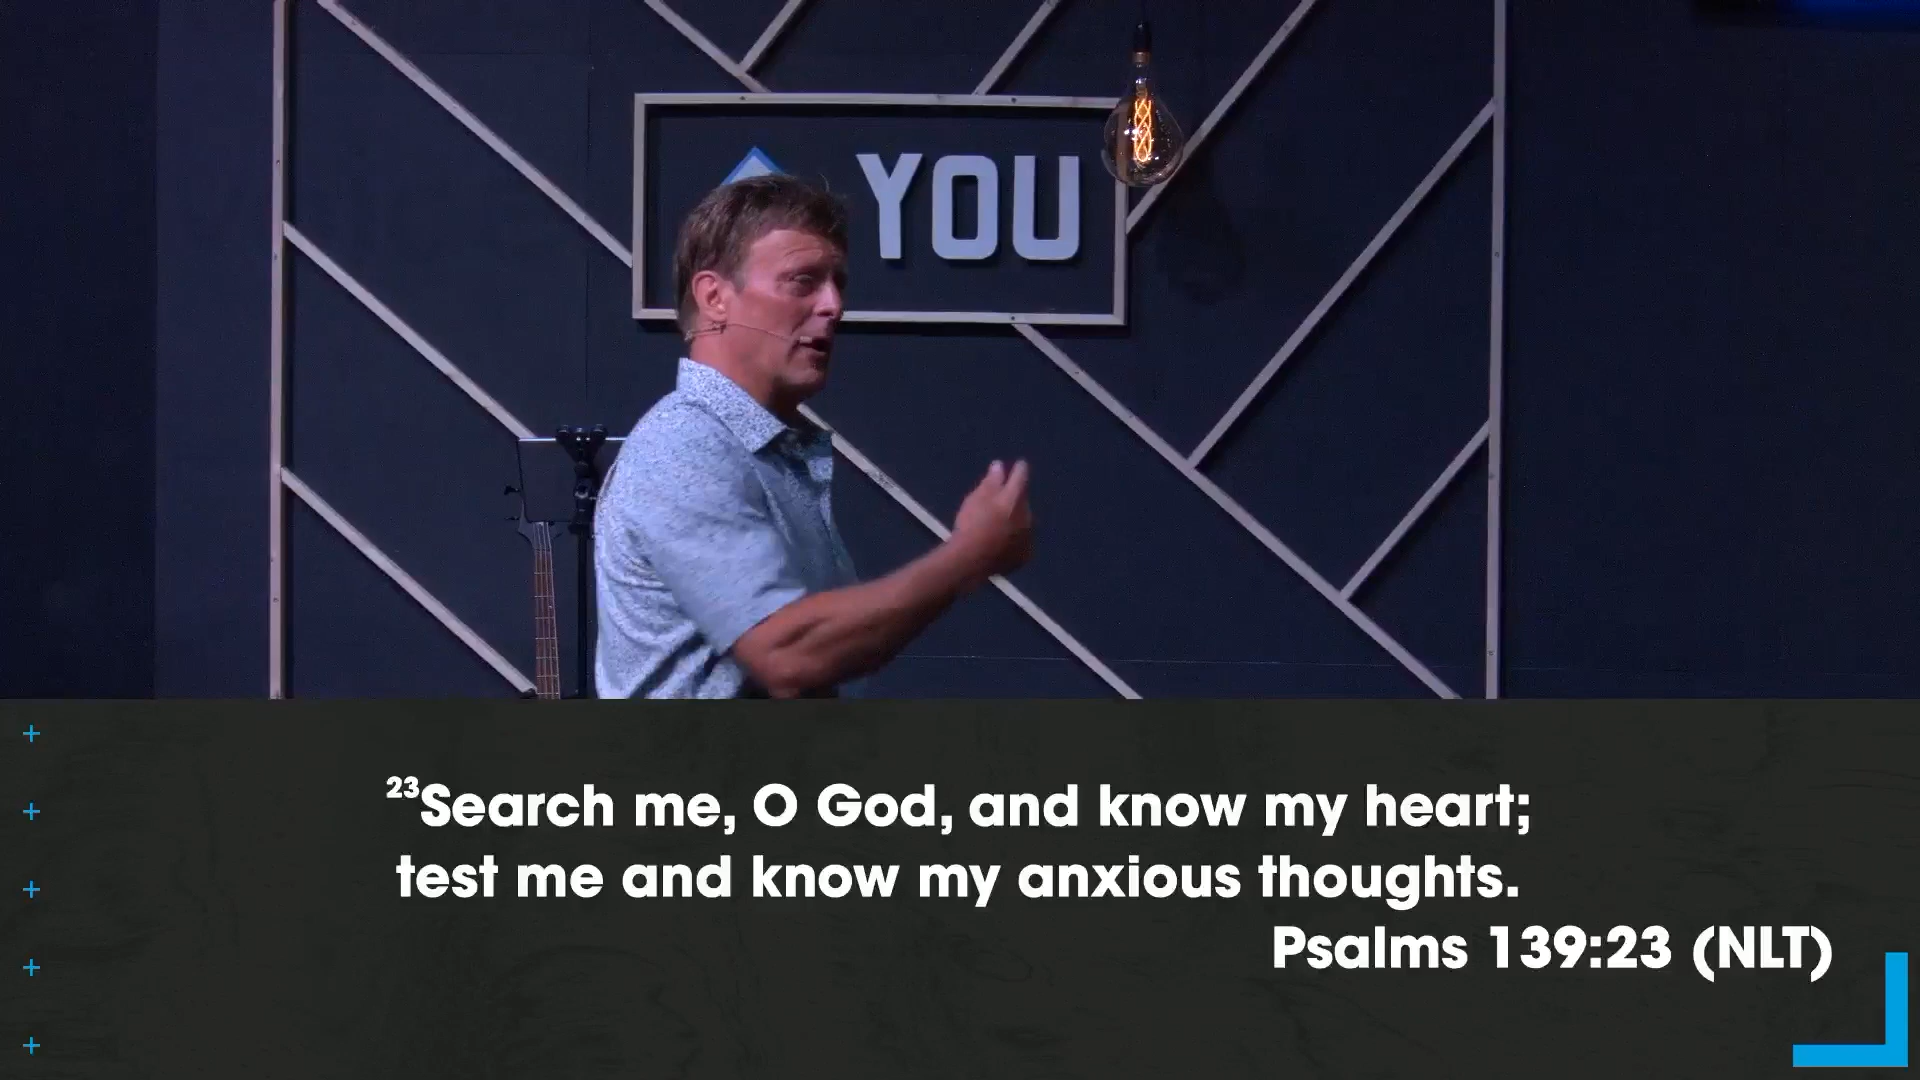 YOU
²³Search me, O God, and know my heart;
test me and know my anxious thoughts.
Psalms 139:23 (NLT)